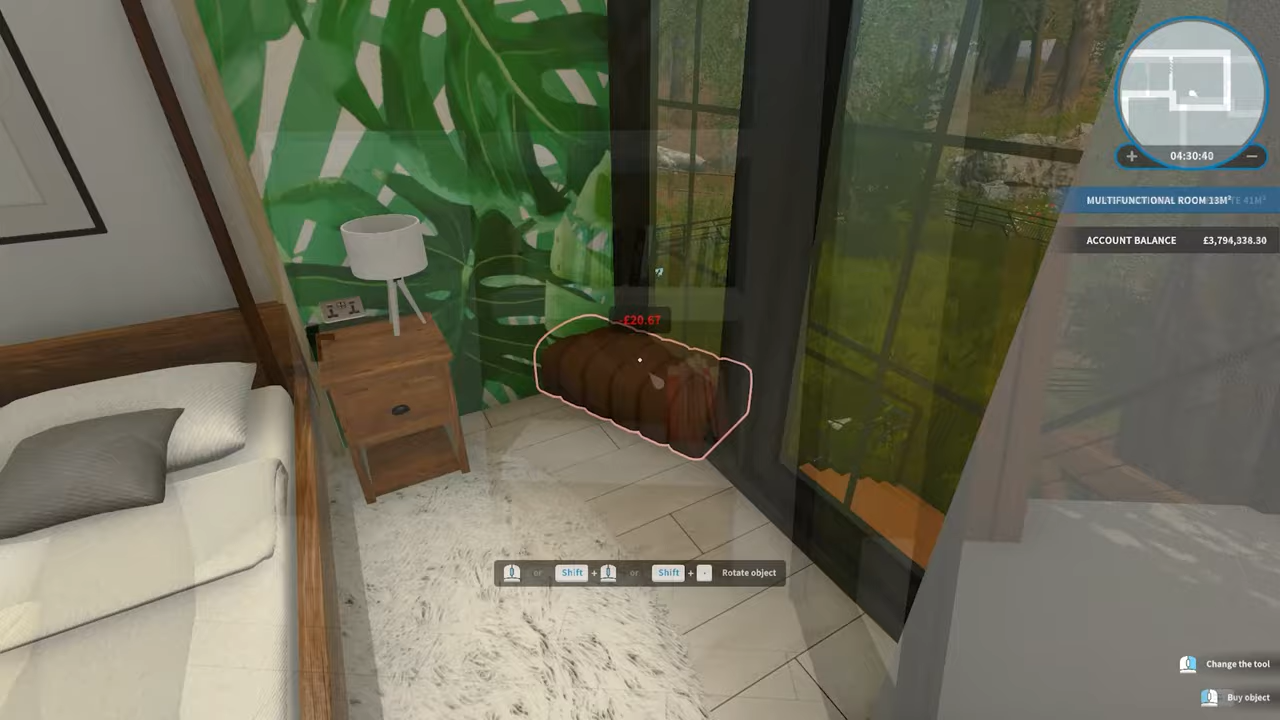 04:30:40
MULTIFUNCTIONAL ROOM 13M²
ACCOUNT BALANCE £3,794,338.30
-£20.67
or Shift + or Shift + Rotate object
Change the tool
Buy object